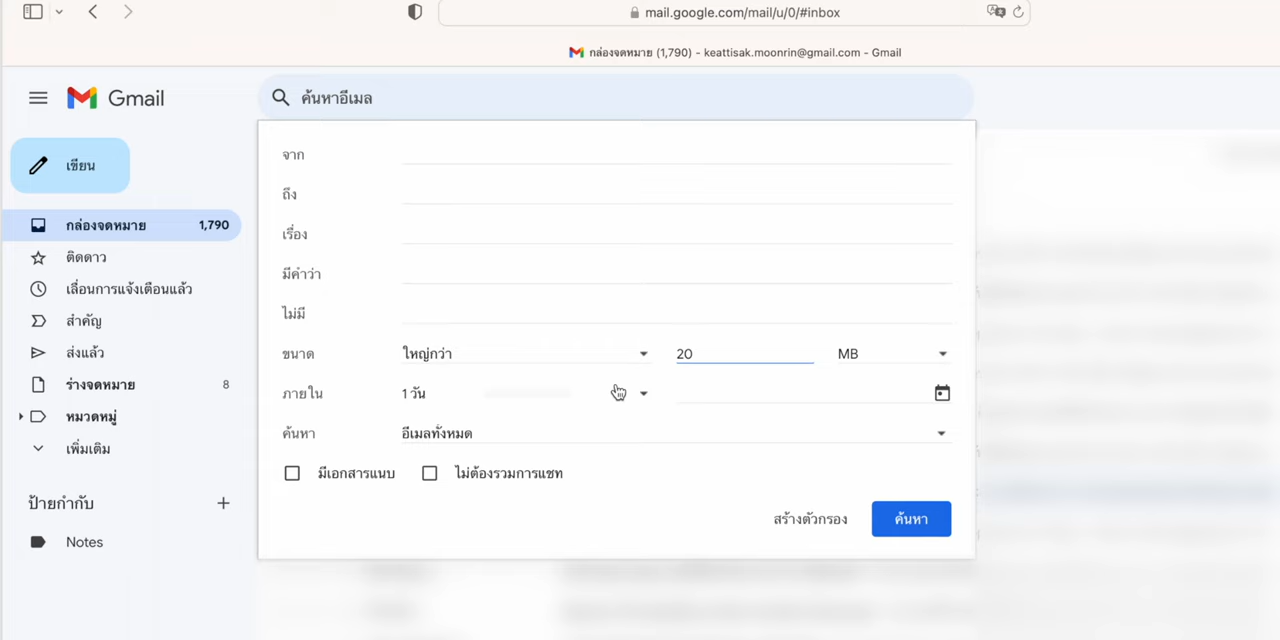 mail.google.com/mail/u/0/#inbox
กล่องจดหมาย (1,790) - keattisak.moonrin@gmail.com - Gmail
Gmail
ค้นหาอีเมล
เขียน
กล่องจดหมาย 1,790
ติดดาว
เลื่อนการแจ้งเตือนแล้ว
สำคัญ
ส่งแล้ว
ร่างจดหมาย 8
หมวดหมู่
เพิ่มเติม
ป้ายกำกับ +
Notes
จาก
ถึง
เรื่อง
มีคำว่า
ไม่มี
ขนาด ใหญ่กว่า 20 MB
ภายใน 1 วัน
ค้นหา อีเมลทั้งหมด
มีเอกสารแนบ ไม่ต้องรวมการแชท
สร้างตัวกรอง ค้นหา